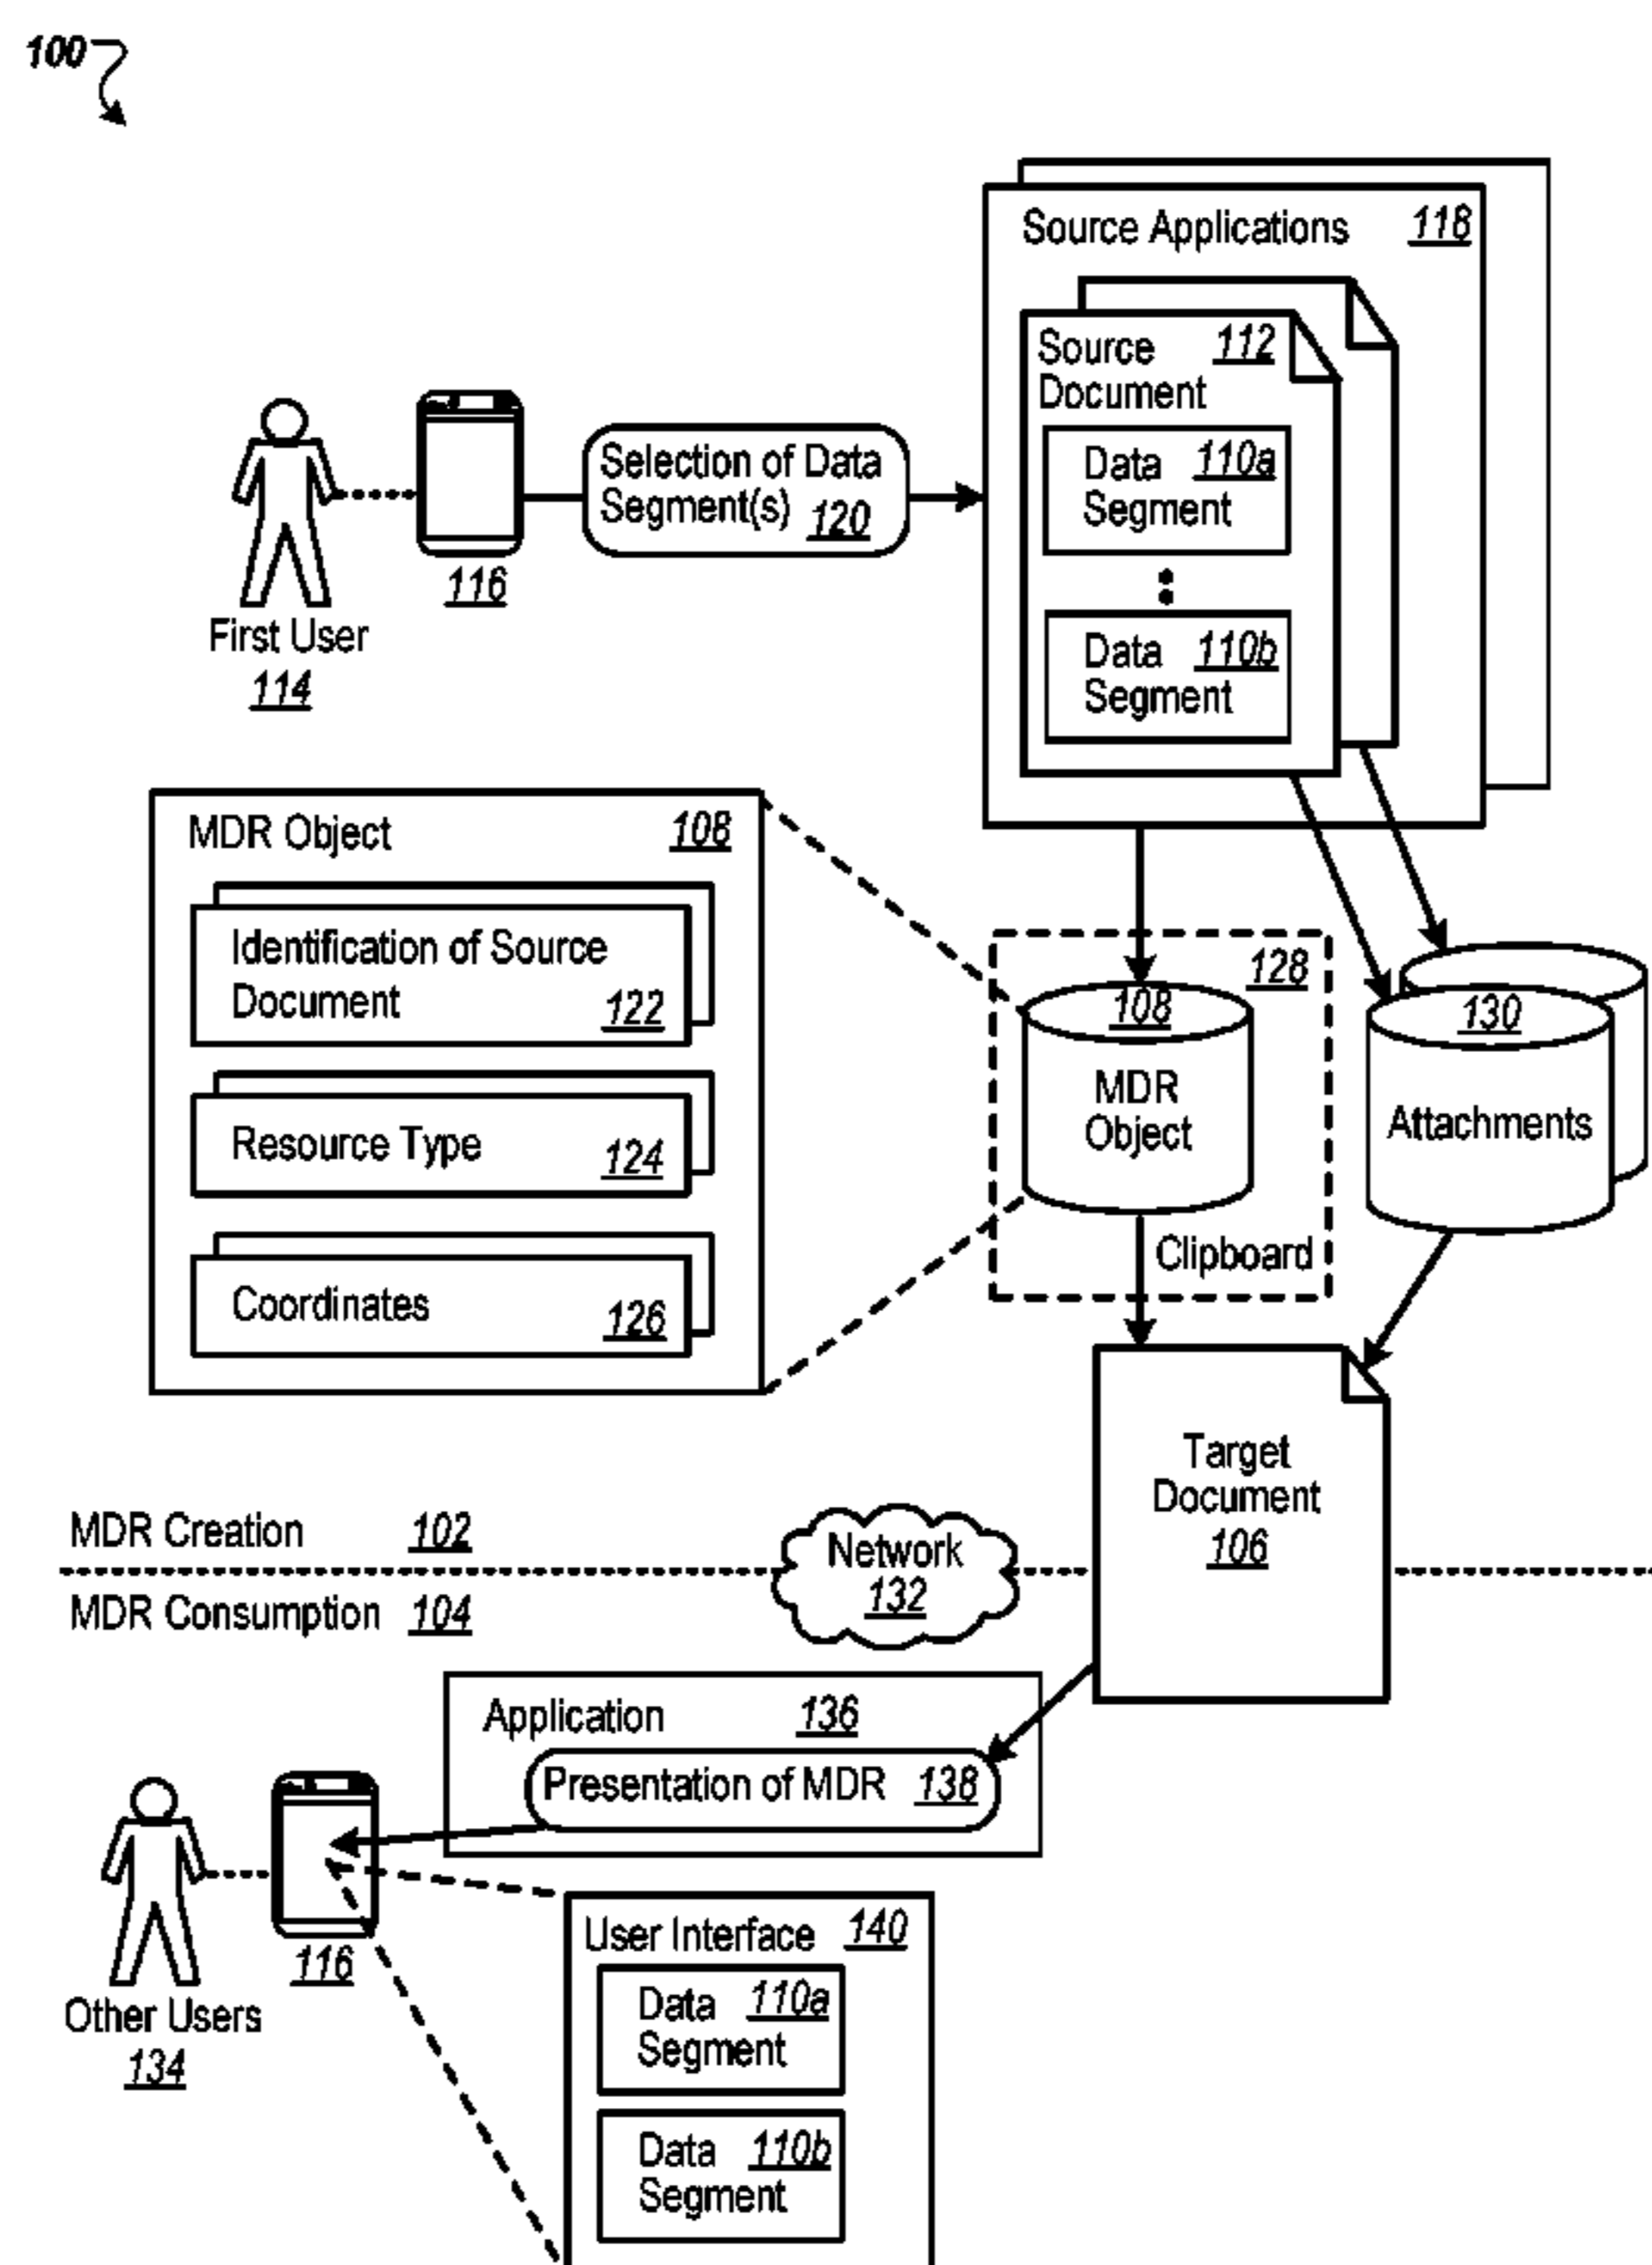 100
Source Applications 118
Source 112
Document
Data 110a
Segment
Data 110b
Segment
Selection of Data
Segment(s) 120
116
First User
114
MDR Object 108
Identification of Source
Document 122
Resource Type 124
Coordinates 126
128
108
MDR
Object
Clipboard
130
Attachments
Target
Document
106
MDR Creation 102
Network
132
MDR Consumption 104
Application 136
Presentation of MDR 138
116
Other Users
134
User Interface 140
Data 110a
Segment
Data 110b
Segment